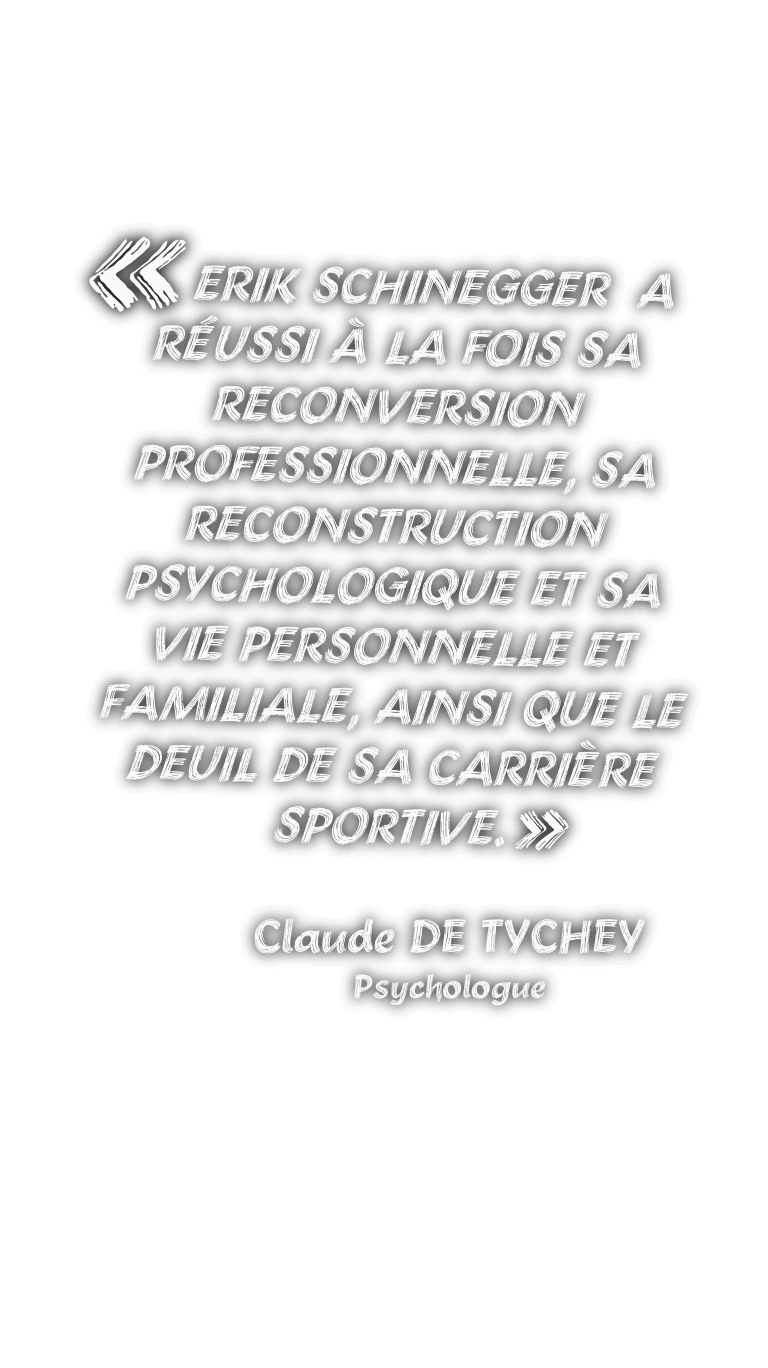 « ERIK SCHINEGGER A
RÉUSSI À LA FOIS SA
RECONVERSION
PROFESSIONNELLE, SA
RECONSTRUCTION
PSYCHOLOGIQUE ET SA
VIE PERSONNELLE ET
FAMILIALE, AINSI QUE LE
DEUIL DE SA CARRIÈRE
SPORTIVE. »
Claude DE TYCHEY
Psychologue